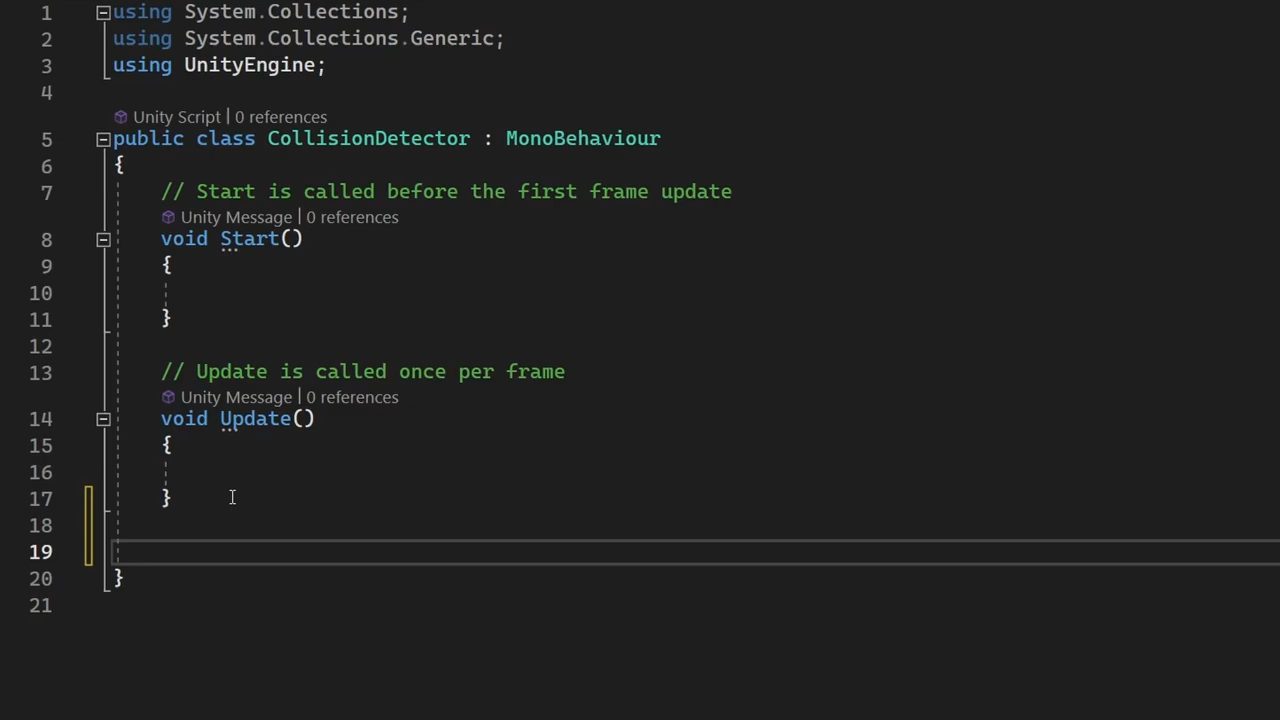 1 using System.Collections;
2 using System.Collections.Generic;
3 using UnityEngine;
4
Unity Script | 0 references
5 public class CollisionDetector : MonoBehaviour
6 {
7 // Start is called before the first frame update
Unity Message | 0 references
8 void Start()
9 {
10
11 }
12
13 // Update is called once per frame
Unity Message | 0 references
14 void Update()
15 {
16
17 }
18
19
20 }
21